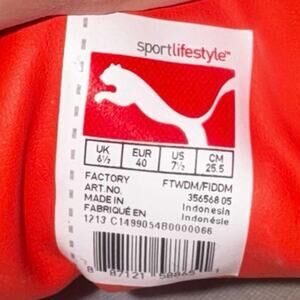 sportlifestyle™
UK EUR US CM
6½ 40 7½ 25.5
FACTORY FTWDM/FIDDM
ART.NO. 356568 05
MADE IN Indonesia
FABRIQUÉ EN Indonésie
1213 C1499054B0000066